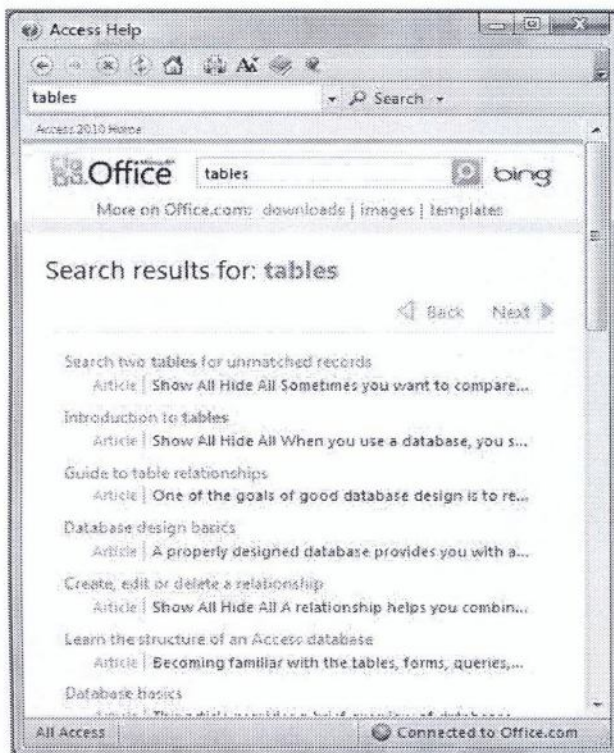 Access Help
tables Search
Access 2010 Home
Office tables bing
More on Office.com: downloads | images | templates
Search results for: tables
Back Next
Search two tables for unmatched records
Article | Show All Hide All Sometimes you want to compare...
Introduction to tables
Article | Show All Hide All When you use a database, you s...
Guide to table relationships
Article | One of the goals of good database design is to re...
Database design basics
Article | A properly designed database provides you with a...
Create, edit or delete a relationship
Article | Show All Hide All A relationship helps you combin...
Learn the structure of an Access database
Article | Becoming familiar with the tables, forms, queries,...
Database basics
All Access Connected to Office.com